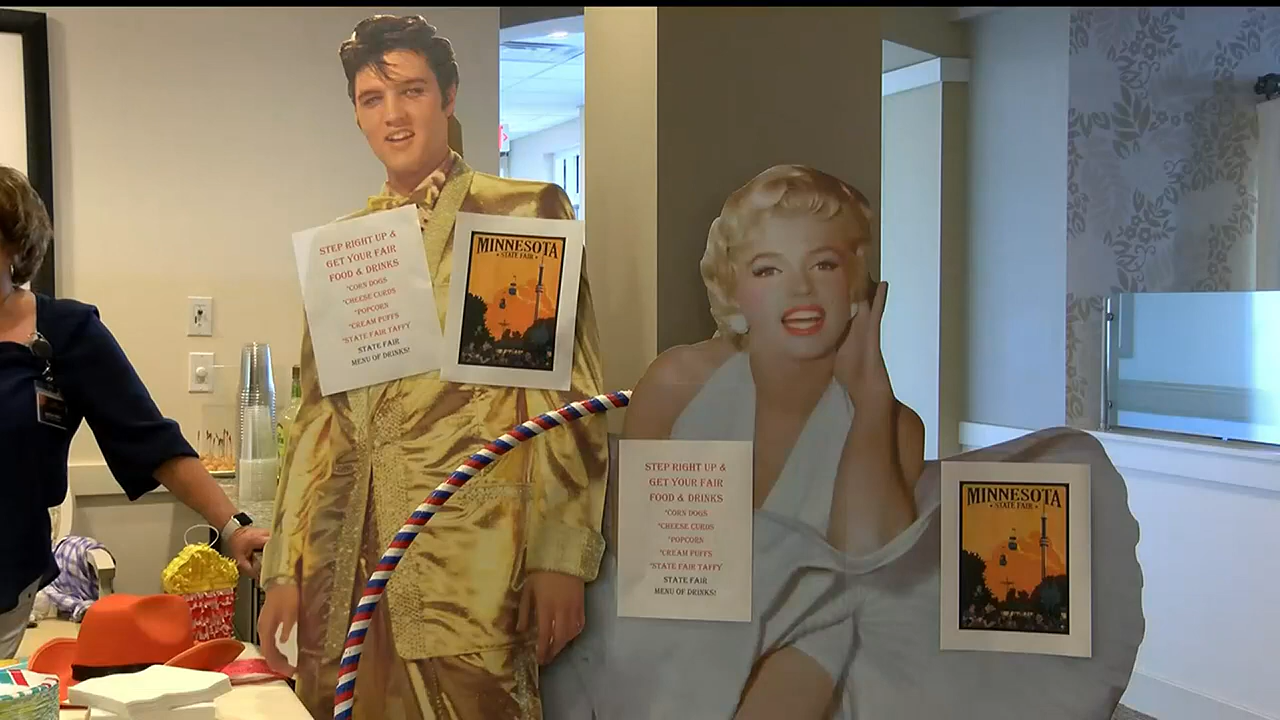 STEP RIGHT UP &
GET YOUR FAIR
FOOD & DRINKS
*CORN DOGS
*CHEESE CURDS
*POPCORN
*CREAM PUFFS
*STATE FAIR TAFFY
STATE FAIR
MENU OF DRINKS!
MINNESOTA
STATE FAIR
STEP RIGHT UP &
GET YOUR FAIR
FOOD & DRINKS
*CORN DOGS
*CHEESE CURDS
*POPCORN
*CREAM PUFFS
*STATE FAIR TAFFY
STATE FAIR
MENU OF DRINKS!
MINNESOTA
STATE FAIR